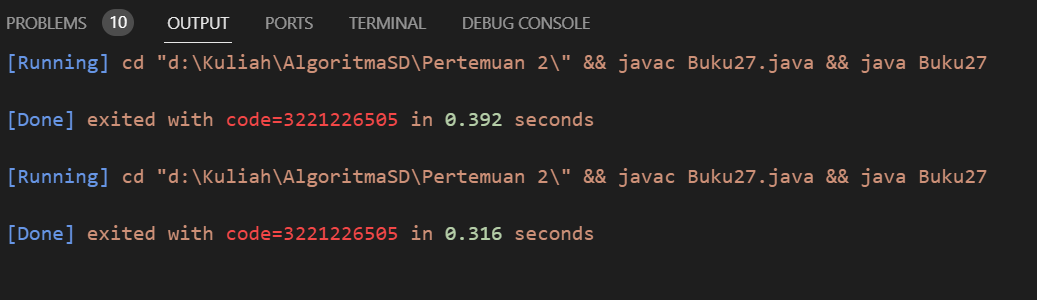 PROBLEMS 10 OUTPUT PORTS TERMINAL DEBUG CONSOLE
[Running] cd "d:\Kuliah\AlgoritmaSD\Pertemuan 2\" && javac Buku27.java && java Buku27
[Done] exited with code=3221226505 in 0.392 seconds
[Running] cd "d:\Kuliah\AlgoritmaSD\Pertemuan 2\" && javac Buku27.java && java Buku27
[Done] exited with code=3221226505 in 0.316 seconds